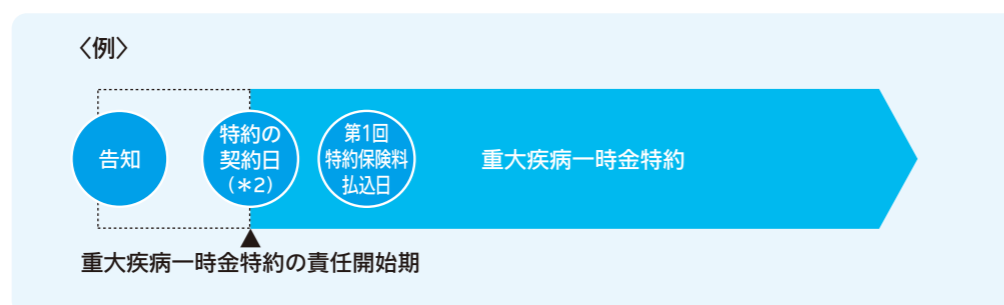 〈例〉
告知
特約の
契約日
(＊2)
第1回
特約保険料
払込日
重大疾病一時金特約
重大疾病一時金特約の責任開始期